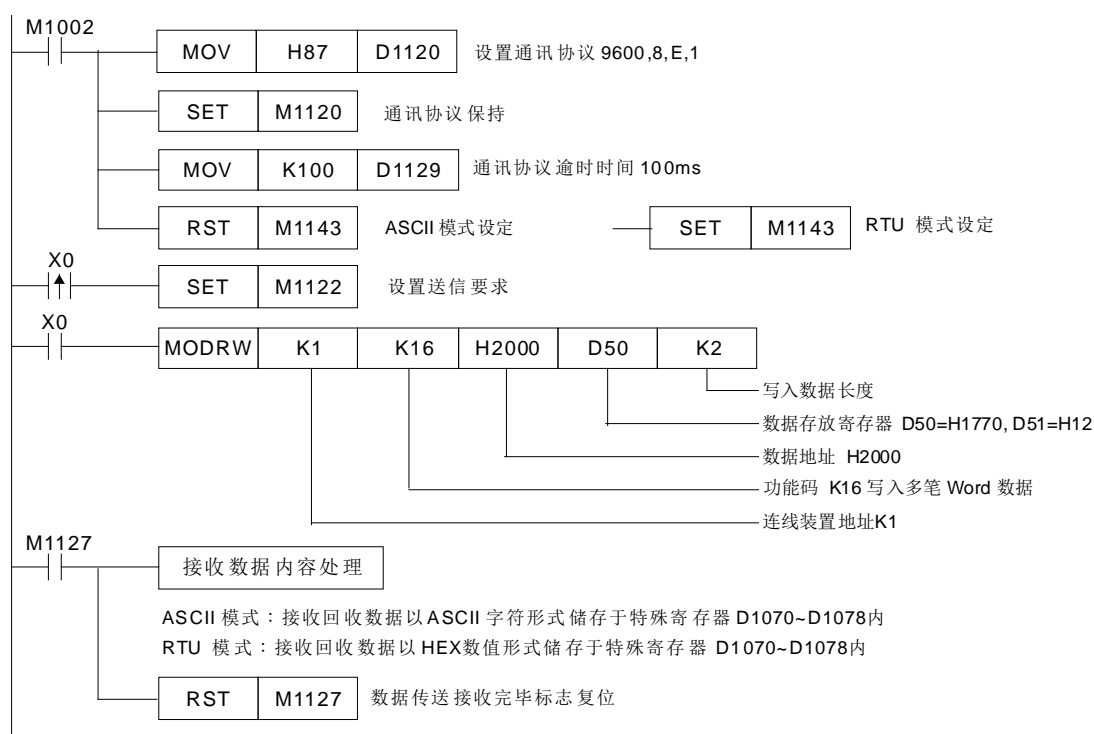 M1002
MOV H87 D1120 设置通讯协议 9600,8,E,1
SET M1120 通讯协议保持
MOV K100 D1129 通讯协议逾时时间 100ms
RST M1143 ASCII 模式设定 SET M1143 RTU 模式设定
X0
SET M1122 设置送信要求
X0
MODRW K1 K16 H2000 D50 K2
写入数据长度
数据存放寄存器 D50=H1770, D51=H12
数据地址 H2000
功能码 K16 写入多笔 Word 数据
连线装置地址K1
M1127
接收数据内容处理
ASCII 模式：接收回收数据以ASCII 字符形式储存于特殊寄存器 D1070~D1078内
RTU 模式：接收回收数据以HEX数值形式储存于特殊寄存器 D1070~D1078内
RST M1127 数据传送接收完毕标志复位